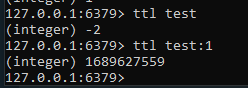 127.0.0.1:6379> ttl test
(integer) -2
127.0.0.1:6379> ttl test:1
(integer) 1689627559
127.0.0.1:6379>